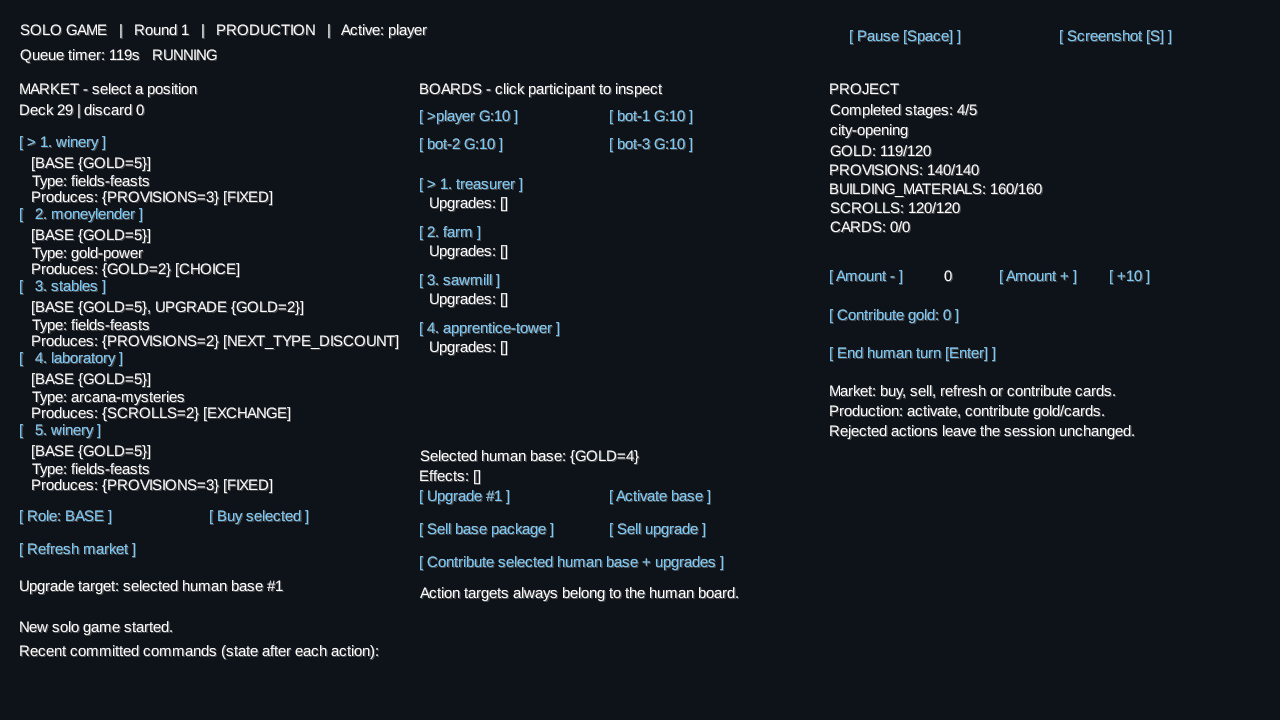 SOLO GAME | Round 1 | PRODUCTION | Active: player
Queue timer: 119s RUNNING
[ Pause [Space] ]
[ Screenshot [S] ]
MARKET - select a position
Deck 29 | discard 0
[ > 1. winery ]
[BASE {GOLD=5}]
Type: fields-feasts
Produces: {PROVISIONS=3} [FIXED]
[ 2. moneylender ]
[BASE {GOLD=5}]
Type: gold-power
Produces: {GOLD=2} [CHOICE]
[ 3. stables ]
[BASE {GOLD=5}, UPGRADE {GOLD=2}]
Type: fields-feasts
Produces: {PROVISIONS=2} [NEXT_TYPE_DISCOUNT]
[ 4. laboratory ]
[BASE {GOLD=5}]
Type: arcana-mysteries
Produces: {SCROLLS=2} [EXCHANGE]
[ 5. winery ]
[BASE {GOLD=5}]
Type: fields-feasts
Produces: {PROVISIONS=3} [FIXED]
[ Role: BASE ] [ Buy selected ]
[ Refresh market ]
Upgrade target: selected human base #1
New solo game started.
Recent committed commands (state after each action):
BOARDS - click participant to inspect
[ >player G:10 ] [ bot-1 G:10 ]
[ bot-2 G:10 ] [ bot-3 G:10 ]
[ > 1. treasurer ]
Upgrades: []
[ 2. farm ]
Upgrades: []
[ 3. sawmill ]
Upgrades: []
[ 4. apprentice-tower ]
Upgrades: []
Selected human base: {GOLD=4}
Effects: []
[ Upgrade #1 ] [ Activate base ]
[ Sell base package ] [ Sell upgrade ]
[ Contribute selected human base + upgrades ]
Action targets always belong to the human board.
PROJECT
Completed stages: 4/5
city-opening
GOLD: 119/120
PROVISIONS: 140/140
BUILDING_MATERIALS: 160/160
SCROLLS: 120/120
CARDS: 0/0
[ Amount - ] 0 [ Amount + ] [ +10 ]
[ Contribute gold: 0 ]
[ End human turn [Enter] ]
Market: buy, sell, refresh or contribute cards.
Production: activate, contribute gold/cards.
Rejected actions leave the session unchanged.